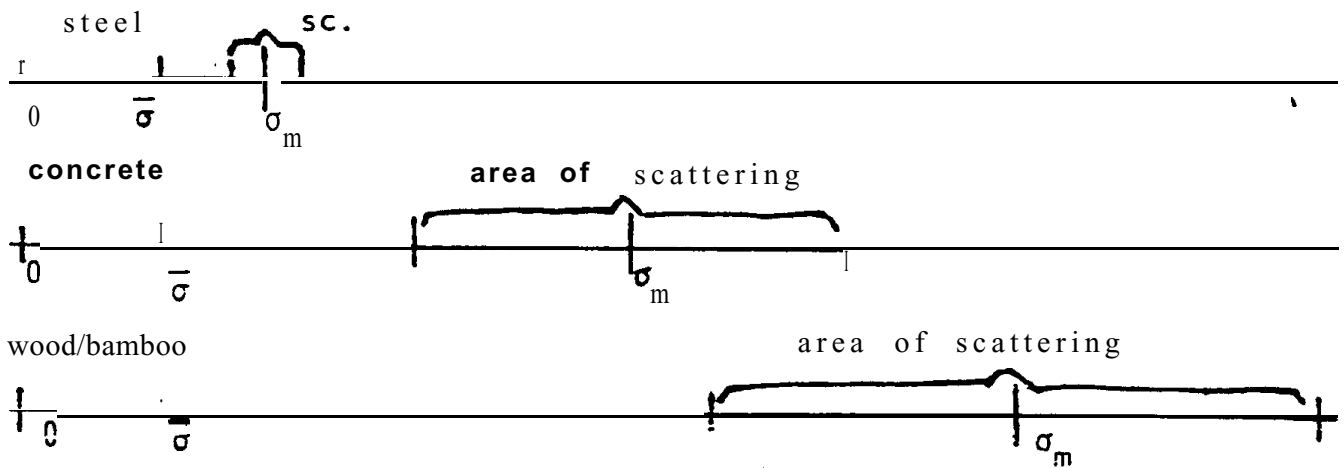 steel sc.
r
0 σ̅ σm
concrete area of scattering
I
0 σ̅ σm I
wood/bamboo area of scattering
0 σ̅ σm